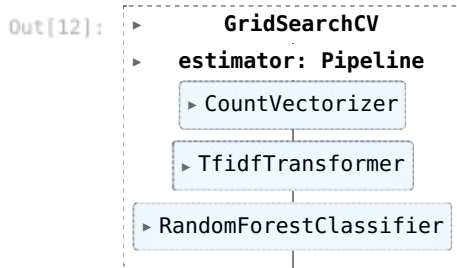 Out[12]:
▸ GridSearchCV
▸ estimator: Pipeline
▸ CountVectorizer
▸ TfidfTransformer
▸ RandomForestClassifier